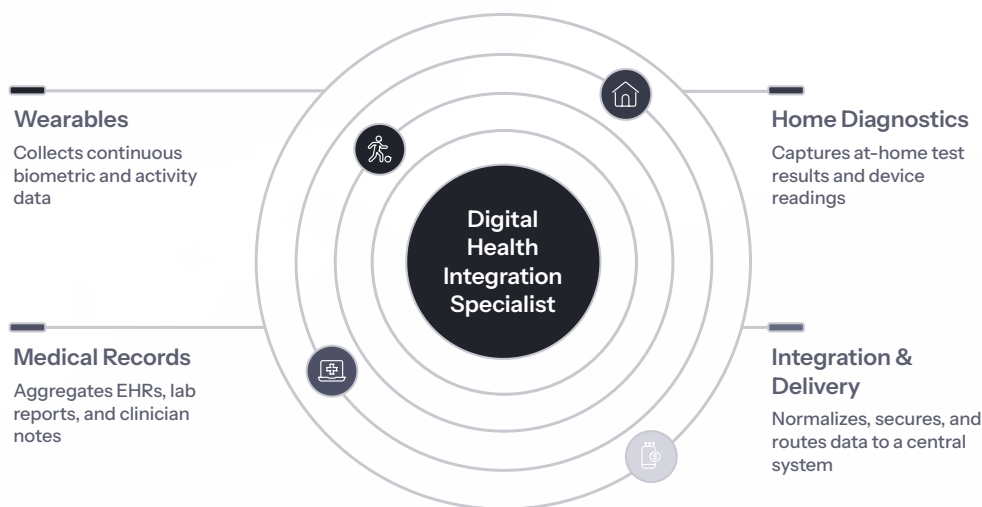 Wearables
Collects continuous
biometric and activity
data
Medical Records
Aggregates EHRs, lab
reports, and clinician
notes
Digital
Health
Integration
Specialist
Home Diagnostics
Captures at-home test
results and device
readings
Integration &
Delivery
Normalizes, secures, and
routes data to a central
system